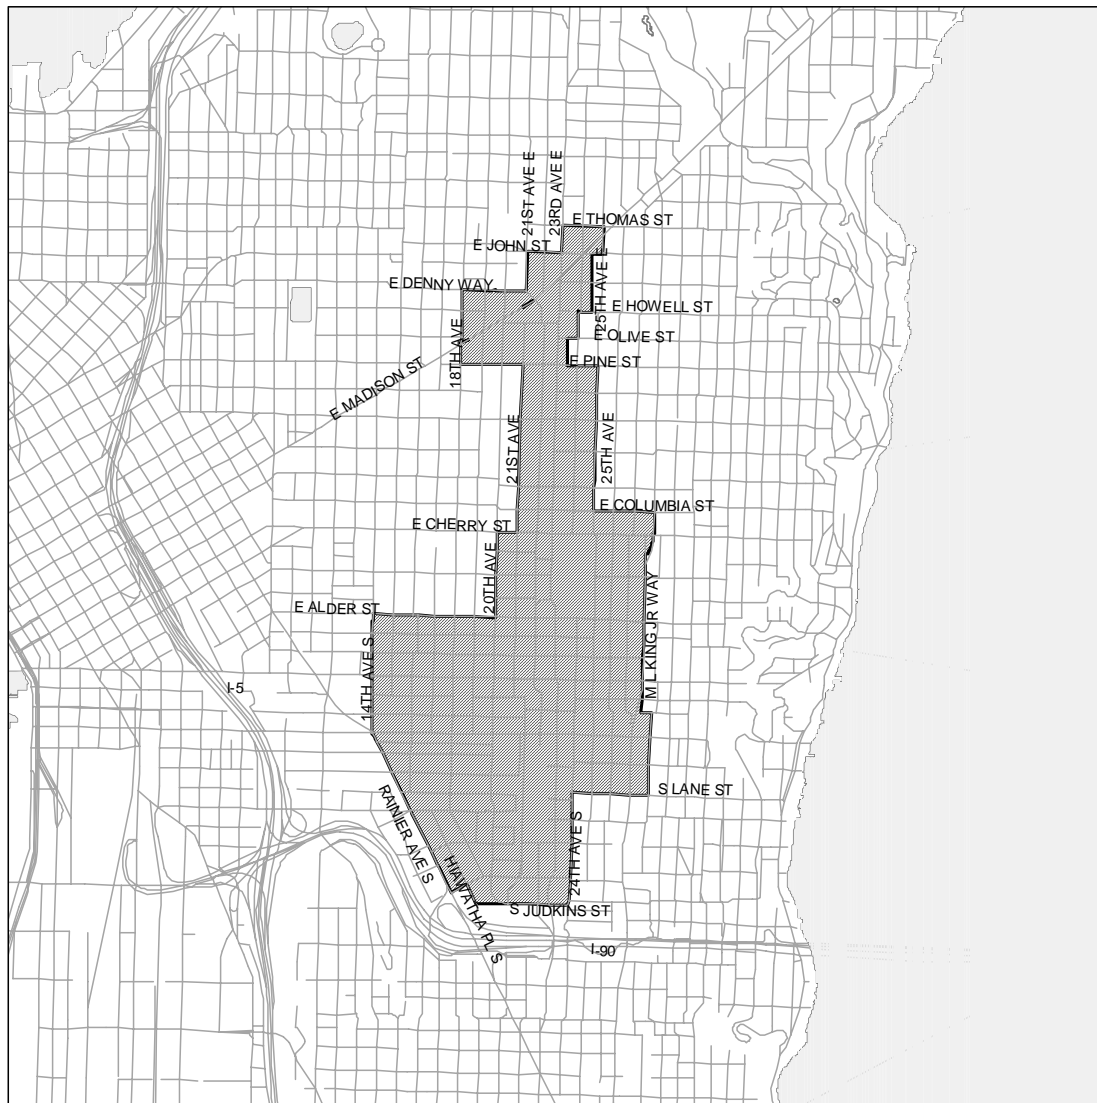 21ST AVE E
23RD AVE E
E THOMAS ST
E JOHN ST
25TH AVE E
E DENNY WAY
E HOWELL ST
E OLIVE ST
18TH AVE
E PINE ST
E MADISON ST
21ST AVE
25TH AVE
E COLUMBIA ST
E CHERRY ST
20TH AVE
M L KING JR WAY
E ALDER ST
14TH AVE S
I-5
S LANE ST
RAINIER AVE S
24TH AVE S
HIAWATHA PL S
S JUDKINS ST
I-90